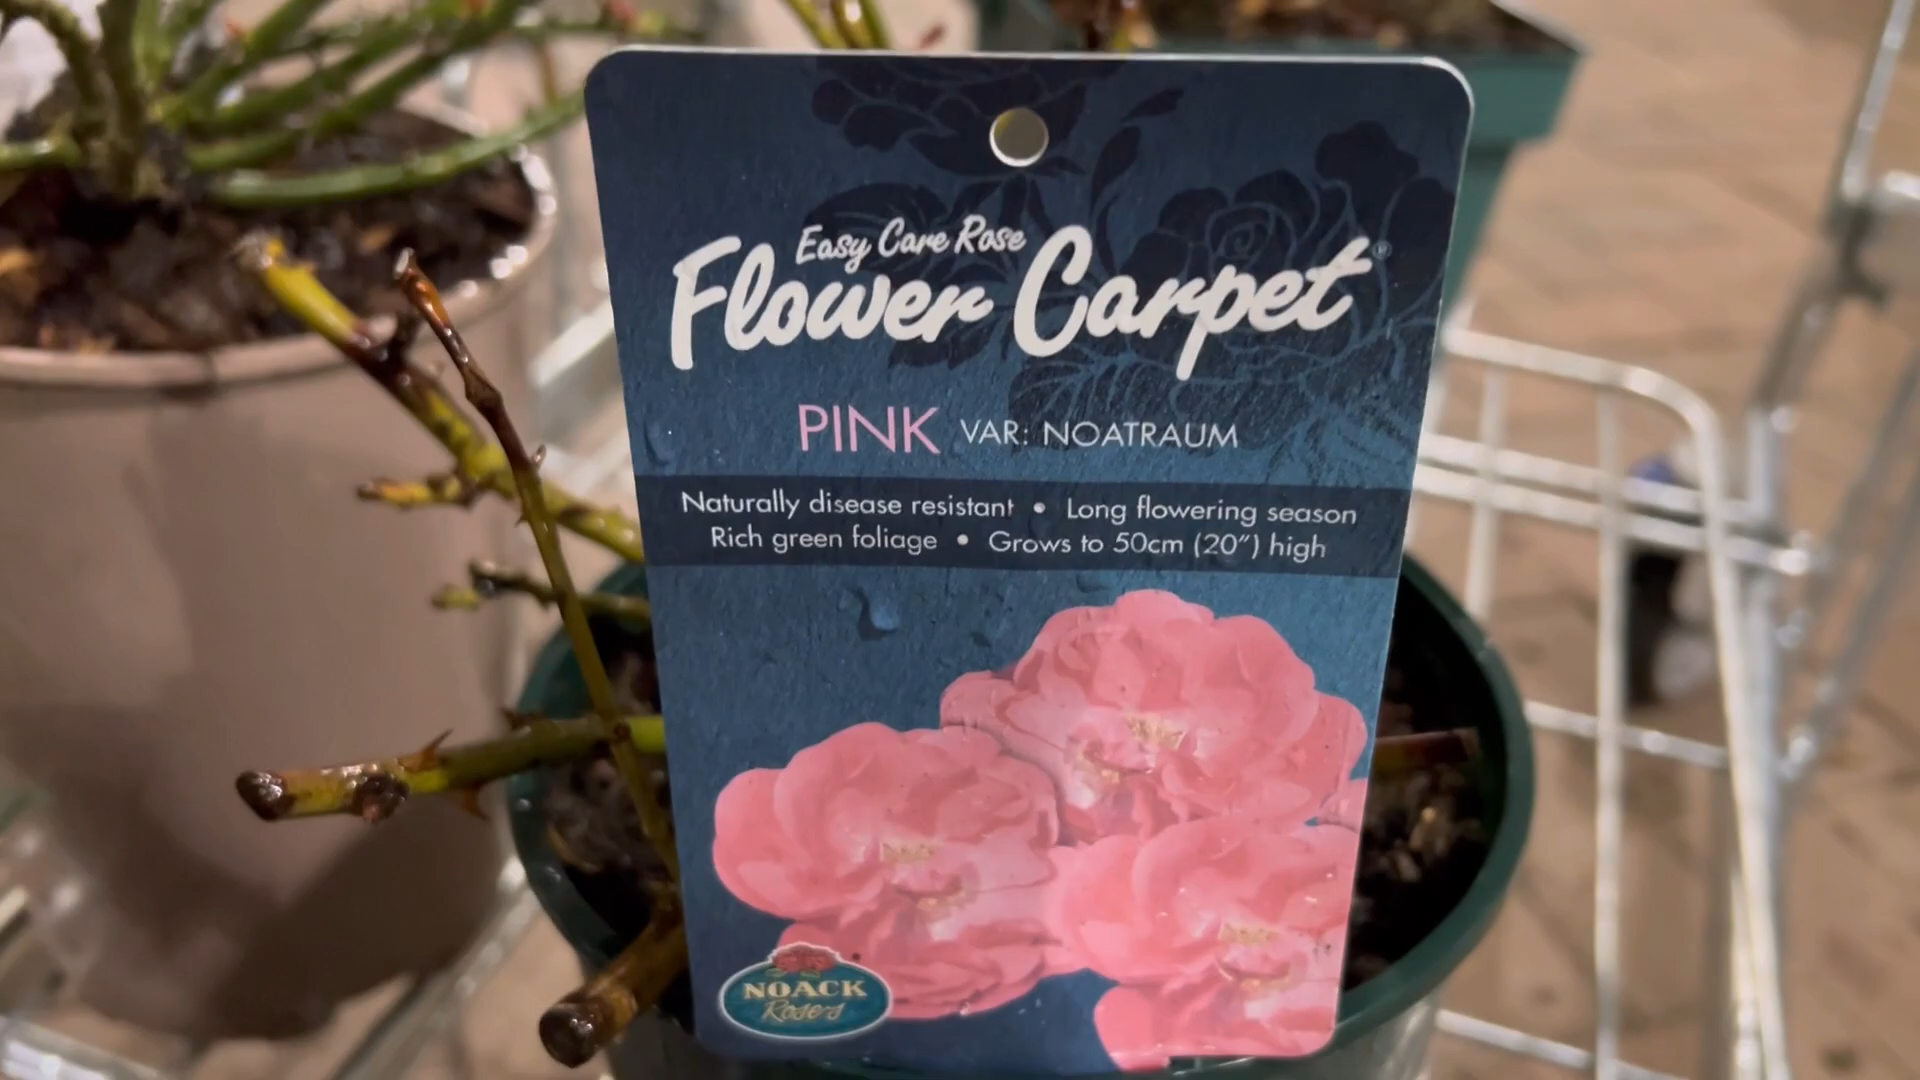 Easy Care Rose
Flower Carpet®
PINK VAR: NOATRAUM
Naturally disease resistant • Long flowering season
Rich green foliage • Grows to 50cm (20″) high
NOACK
Roses